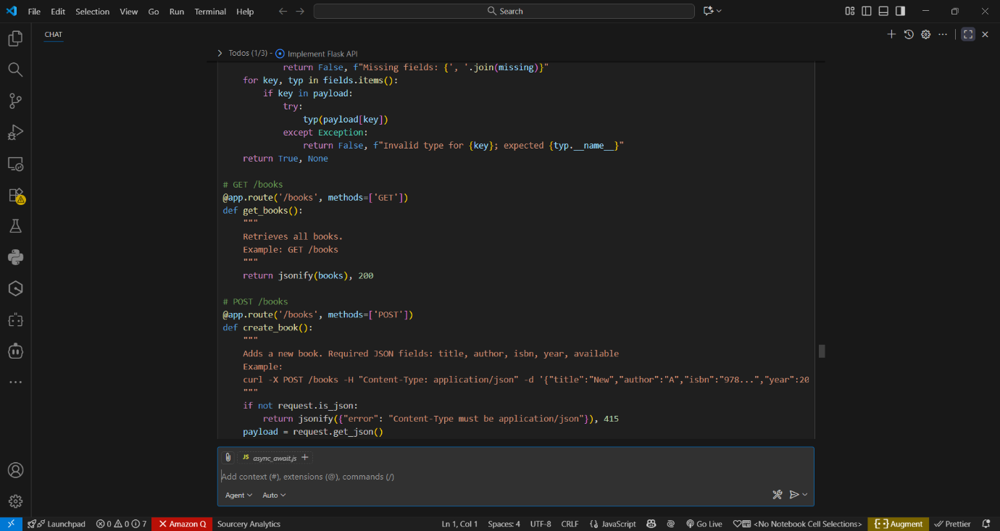 File Edit Selection View Go Run Terminal Help
Search
CHAT
Todos (1/3) - Implement Flask API
            return False, f"Missing fields: {', '.join(missing)}"
    for key, typ in fields.items():
        if key in payload:
            try:
                typ(payload[key])
            except Exception:
                return False, f"Invalid type for {key}; expected {typ.__name__}"
    return True, None
# GET /books
@app.route('/books', methods=['GET'])
def get_books():
    """
    Retrieves all books.
    Example: GET /books
    """
    return jsonify(books), 200
# POST /books
@app.route('/books', methods=['POST'])
def create_book():
    """
    Adds a new book. Required JSON fields: title, author, isbn, year, available
    Example:
    curl -X POST /books -H "Content-Type: application/json" -d '{"title":"New","author":"A","isbn":"978...","year":20
    """
    if not request.is_json:
        return jsonify({"error": "Content-Type must be application/json"}), 415
    payload = request.get_json()
JS async_await.js +
Add context (#), extensions (@), commands (/)
Agent Auto
Launchpad 0 0 7 Amazon Q Sourcery Analytics Ln 1, Col 1 Spaces: 4 UTF-8 CRLF {} JavaScript Go Live <No Notebook Cell Selections> Augment Prettier